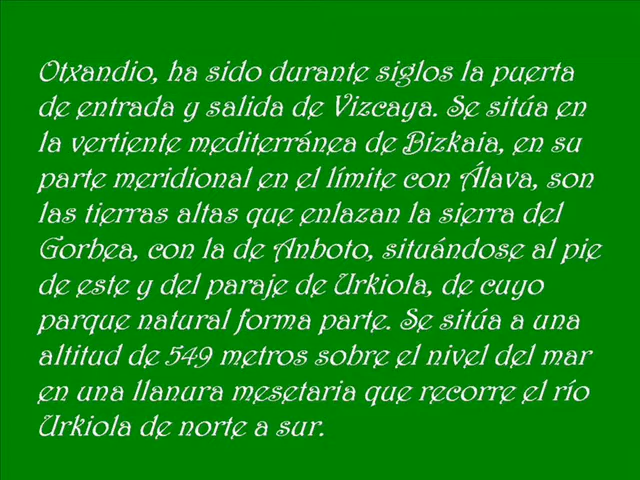 Otxandio, ha sido durante siglos la puerta
de entrada y salida de Vizcaya. Se sitúa en
la vertiente mediterránea de Bizkaia, en su
parte meridional en el límite con Álava, son
las tierras altas que enlazan la sierra del
Gorbea, con la de Anboto, situándose al pie
de este y del paraje de Urkiola, de cuyo
parque natural forma parte. Se sitúa a una
altitud de 549 metros sobre el nivel del mar
en una llanura mesetaria que recorre el río
Urkiola de norte a sur.